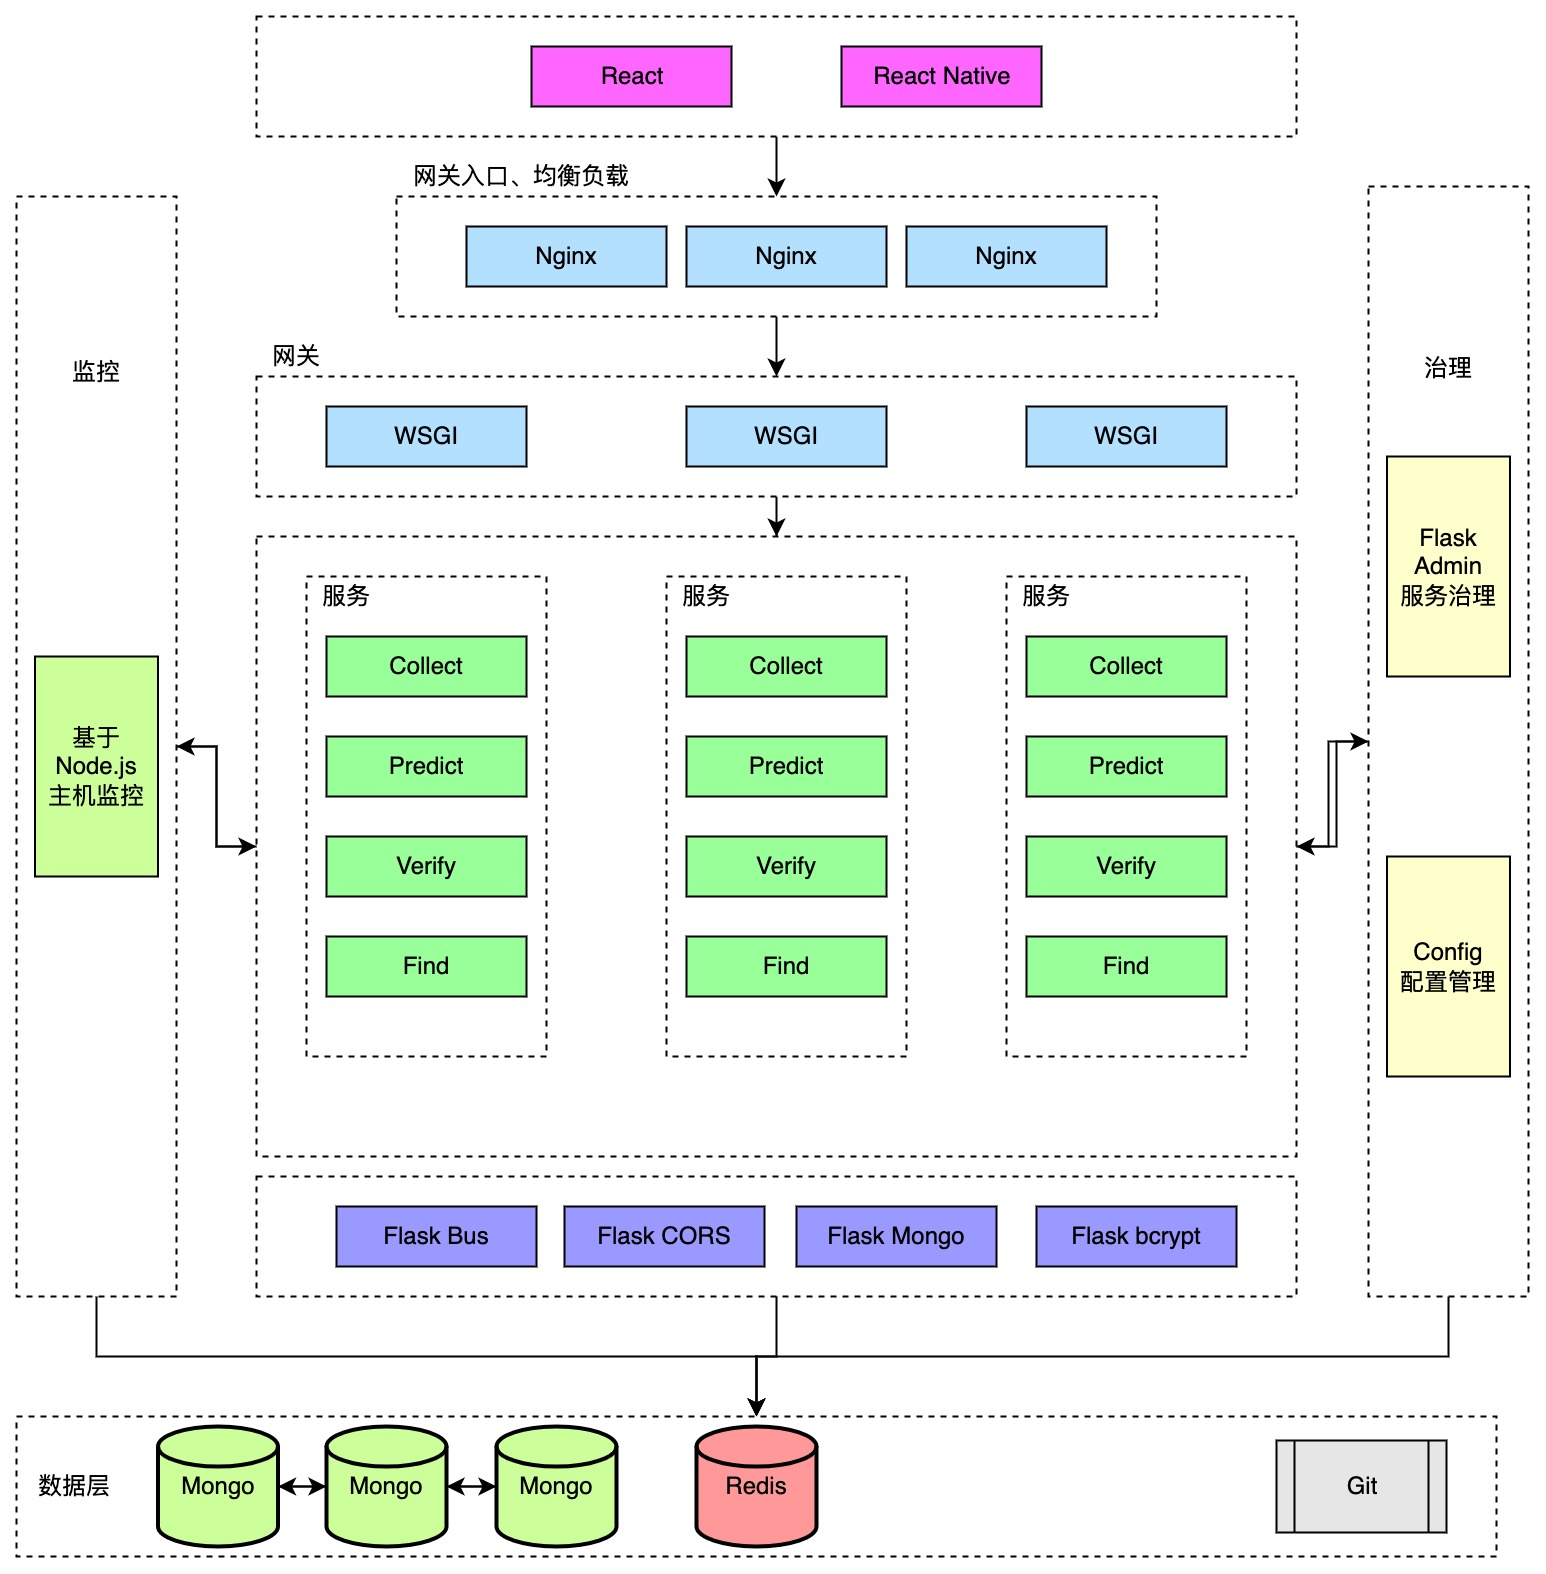 React
React Native
网关入口、均衡负载
Nginx
Nginx
Nginx
网关
WSGI
WSGI
WSGI
监控
基于
Node.js
主机监控
服务
Collect
Predict
Verify
Find
服务
Collect
Predict
Verify
Find
服务
Collect
Predict
Verify
Find
治理
Flask
Admin
服务治理
Config
配置管理
Flask Bus
Flask CORS
Flask Mongo
Flask bcrypt
数据层
Mongo
Mongo
Mongo
Redis
Git